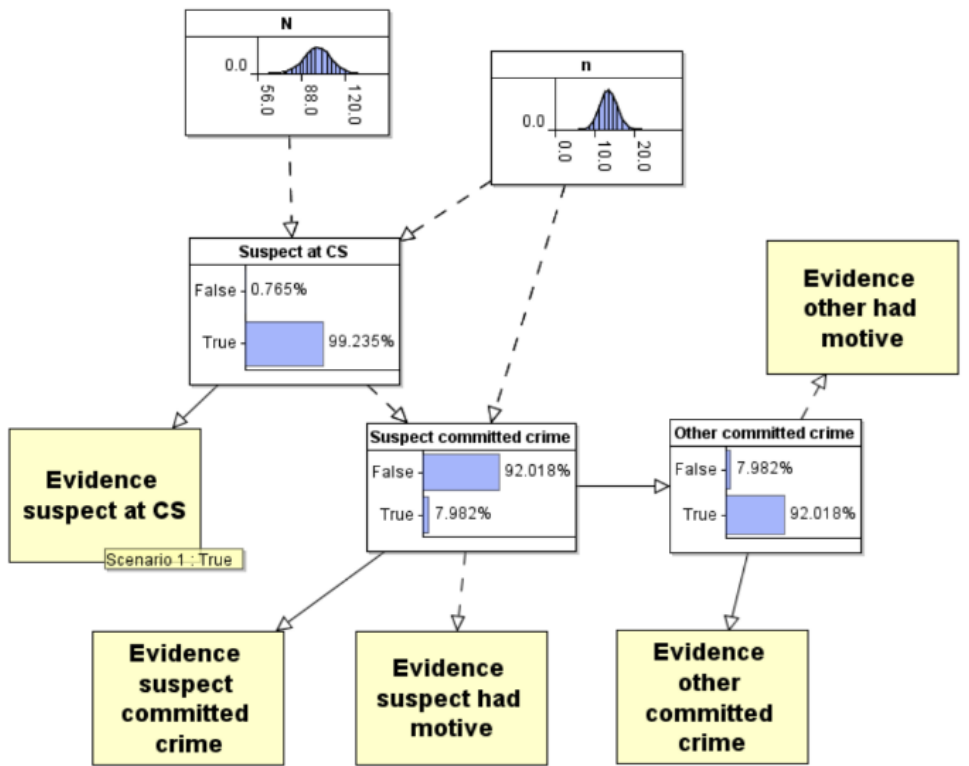 N
0.0
56.0
88.0
120.0
n
0.0
0.0
10.0
20.0
Suspect at CS
False 0.765%
True 99.235%
Evidence
other had
motive
Evidence
suspect at CS
Scenario 1 : True
Suspect committed crime
False 92.018%
True 7.982%
Other committed crime
False 7.982%
True 92.018%
Evidence
suspect
committed
crime
Evidence
suspect had
motive
Evidence
other
committed
crime